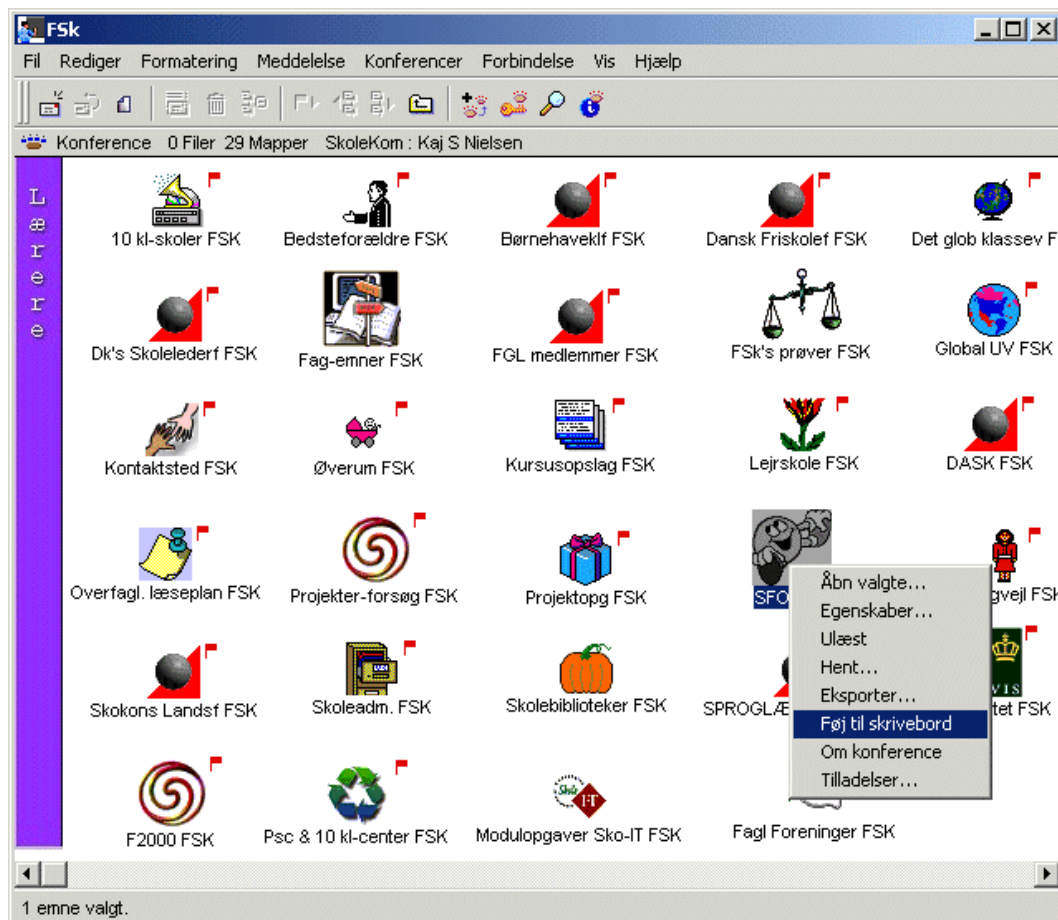 FSk
Fil Rediger Formatering Meddelelse Konferencer Forbindelse Vis Hjælp
Konference 0 Filer 29 Mapper SkoleKom : Kaj S Nielsen
Lærere
10 kl-skoler FSK Bedsteforældre FSK Børnehaveklf FSK Dansk Friskolef FSK Det glob klassev F
Dk's Skolelederf FSK Fag-emner FSK FGL medlemmer FSK FSk's prøver FSK Global UV FSK
Kontaktsted FSK Øverum FSK Kursusopslag FSK Lejrskole FSK DASK FSK
Overfagl. læseplan FSK Projekter-forsøg FSK Projektopg FSK SFO gvejl FSK
Åbn valgte...
Egenskaber...
Ulæst
Hent...
Eksporter...
Føj til skrivebord
Om konference
Tilladelser...
Skokons Landsf FSK Skoleadm. FSK Skolebiblioteker FSK SPROGLÆ tet FSK
VIS
F2000 FSK Psc & 10 kl-center FSK Modulopgaver Sko-IT FSK Fagl Foreninger FSK
1 emne valgt.